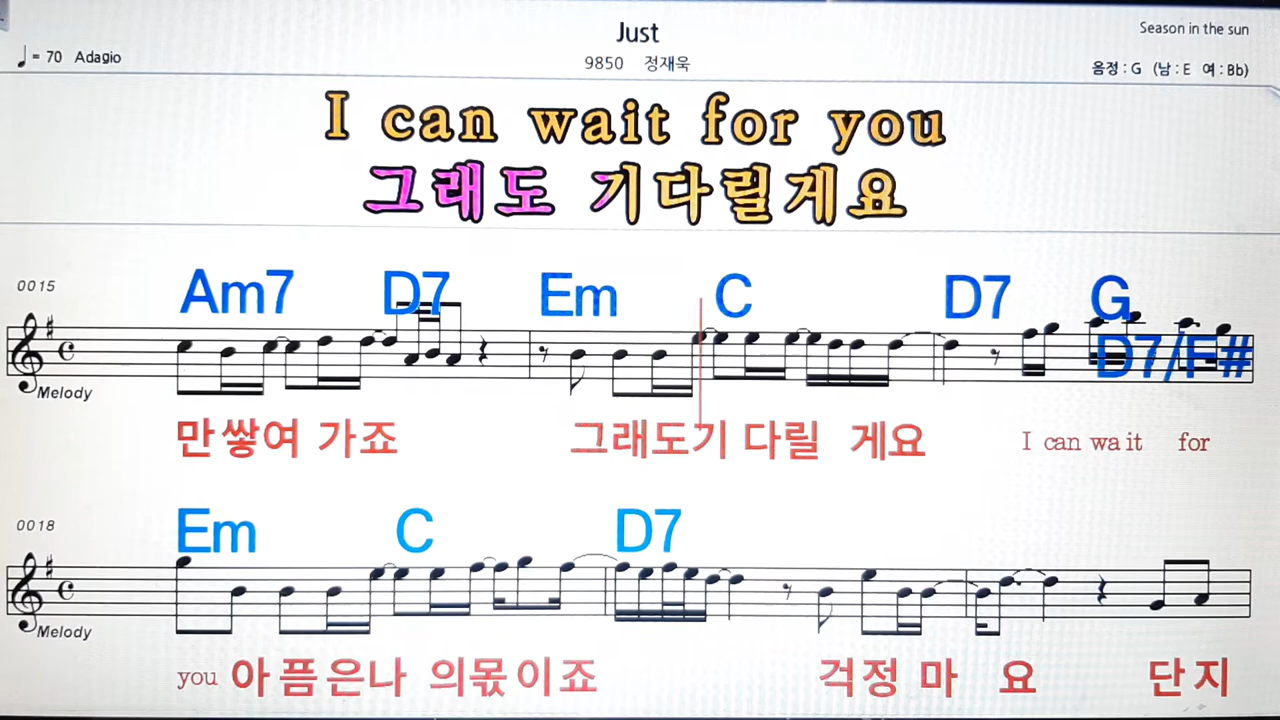 Just
Season in the sun
♩= 70 Adagio
9850 정재욱
음정 : G (남 : E 여 : Bb)
I can wait for you
그래도 기다릴게요
0015
Am7 D7 Em C D7 G
D7/F#
Melody
만쌓여 가죠 그래도기 다릴 게요 I can wa it for
0018
Em C D7
Melody
you 아픔은나 의몫이죠 걱정 마 요 단지